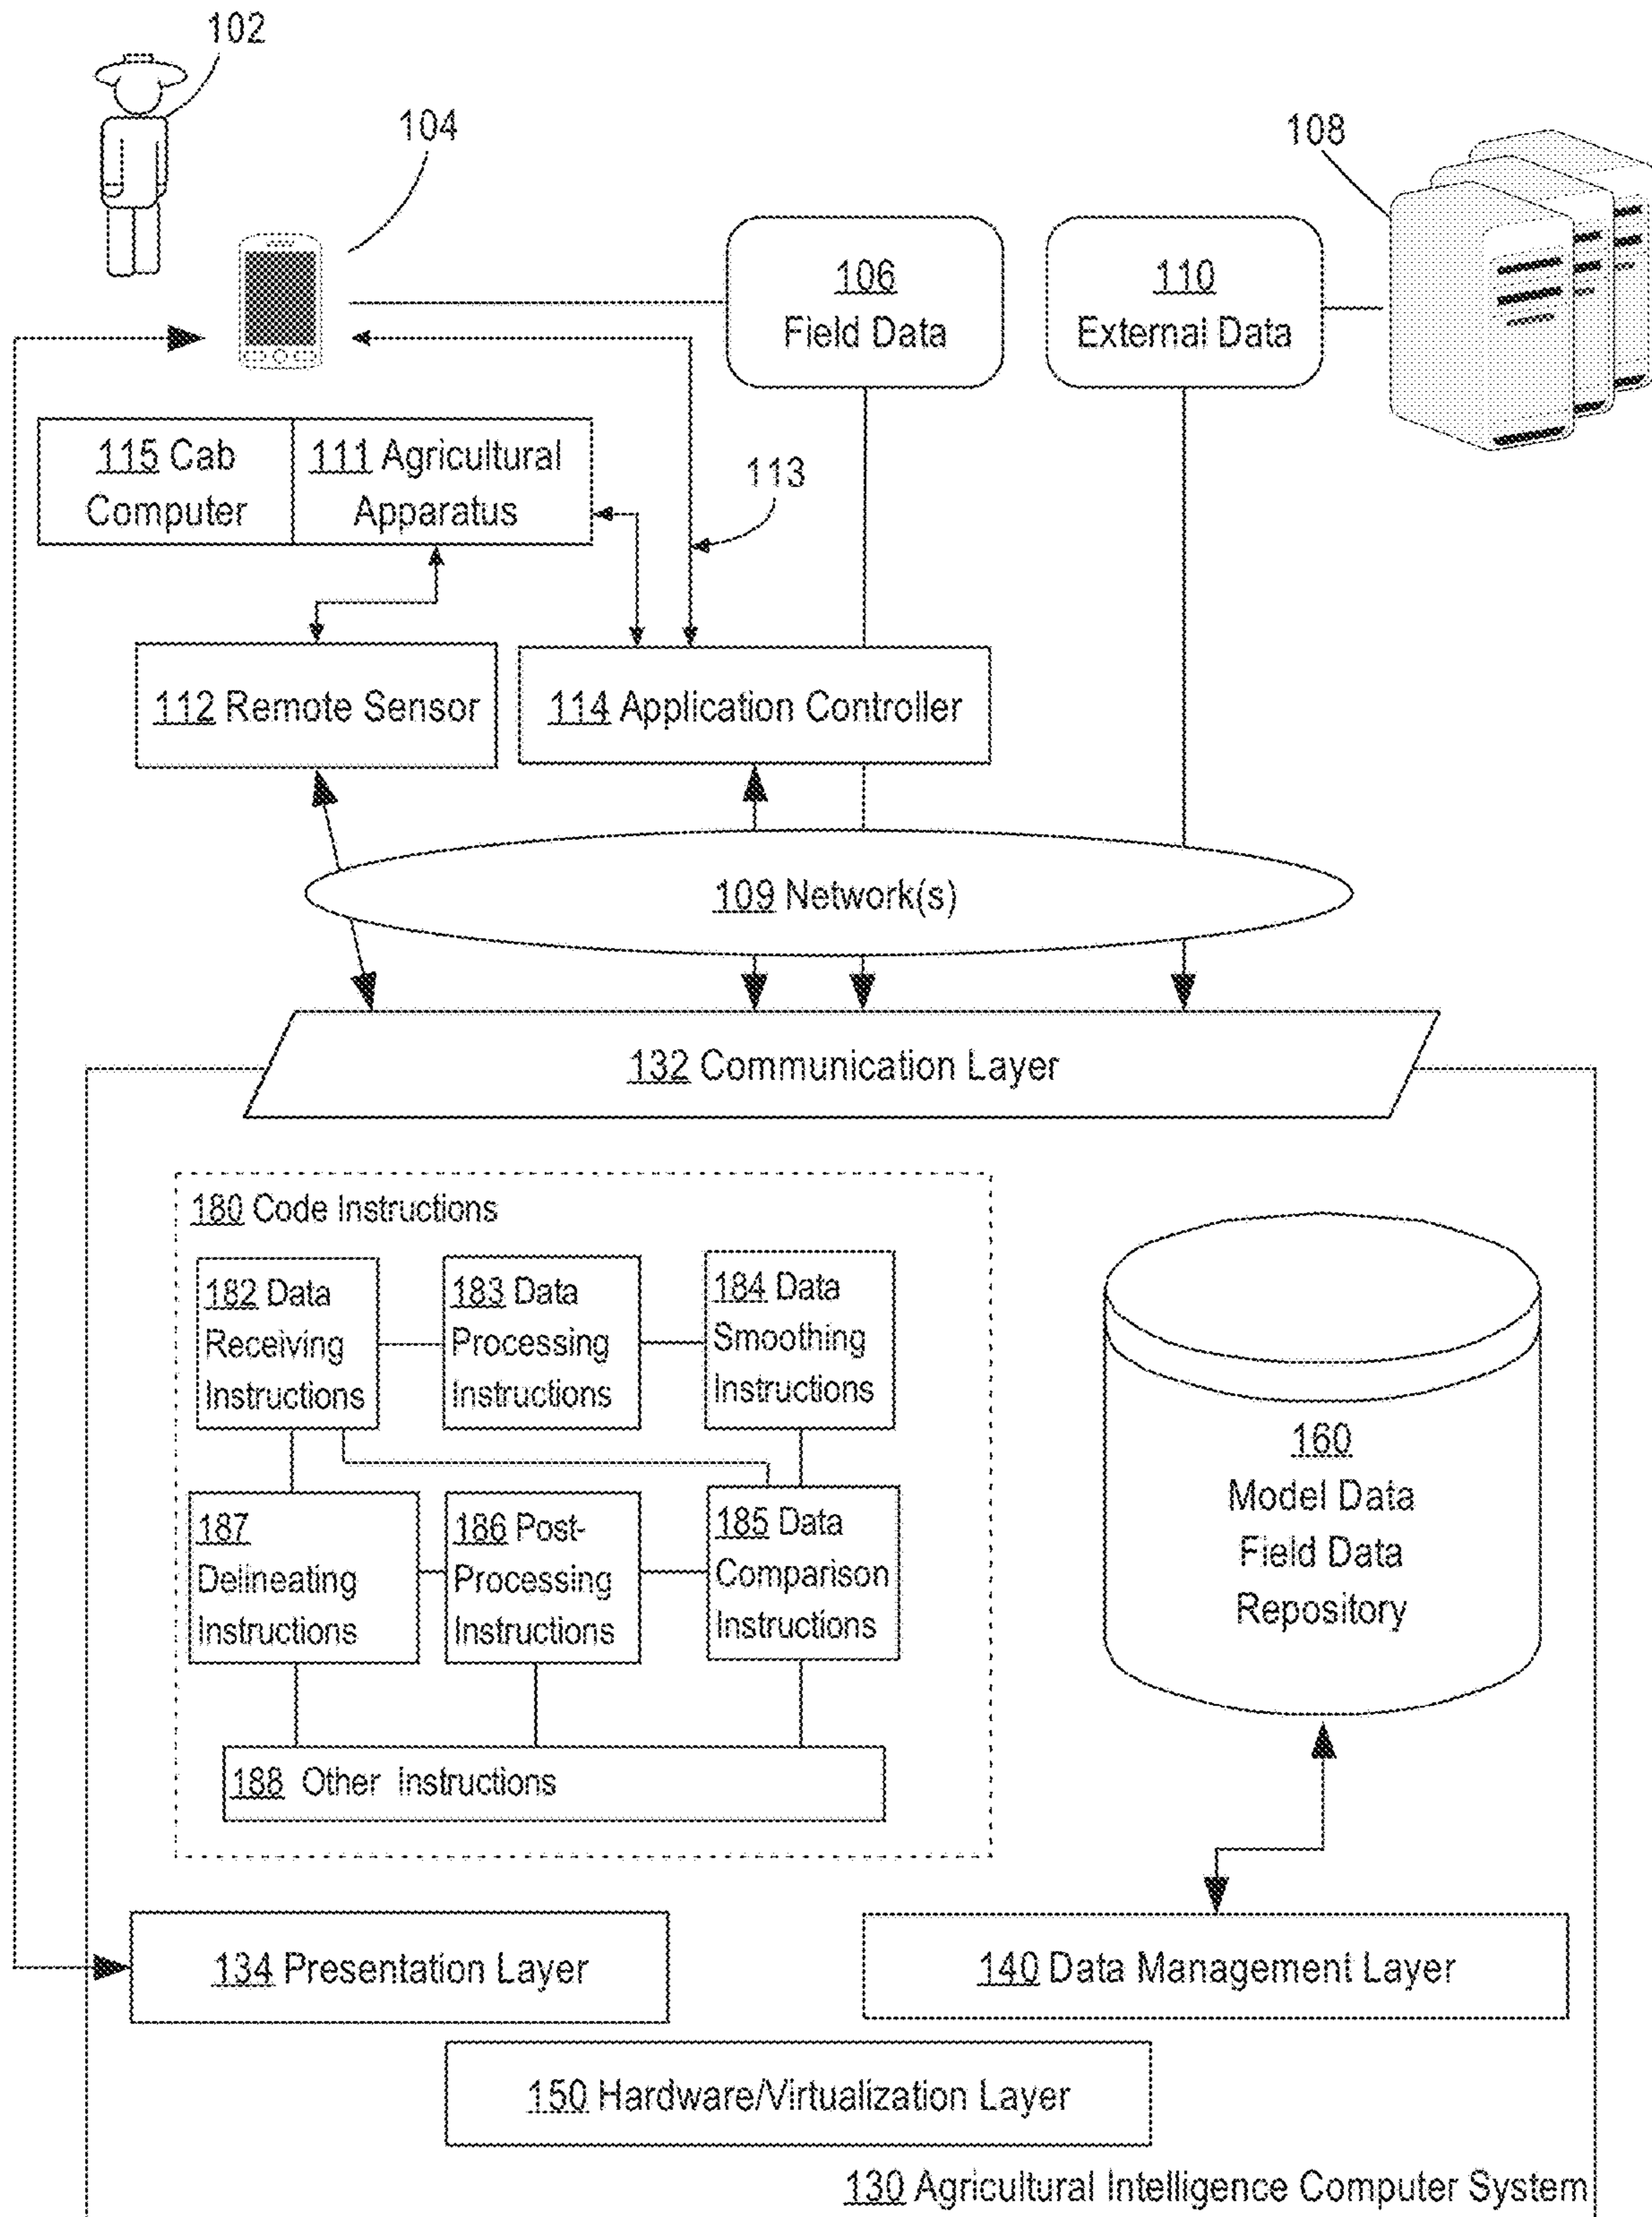 102
104
108
106
Field Data
110
External Data
115 Cab
Computer
111 Agricultural
Apparatus
113
112 Remote Sensor
114 Application Controller
109 Network(s)
132 Communication Layer
180 Code Instructions
182 Data
Receiving
Instructions
183 Data
Processing
Instructions
184 Data
Smoothing
Instructions
187
Delineating
Instructions
186 Post-
Processing
Instructions
185 Data
Comparison
Instructions
188 Other Instructions
160
Model Data
Field Data
Repository
134 Presentation Layer
140 Data Management Layer
150 Hardware/Virtualization Layer
130 Agricultural Intelligence Computer System